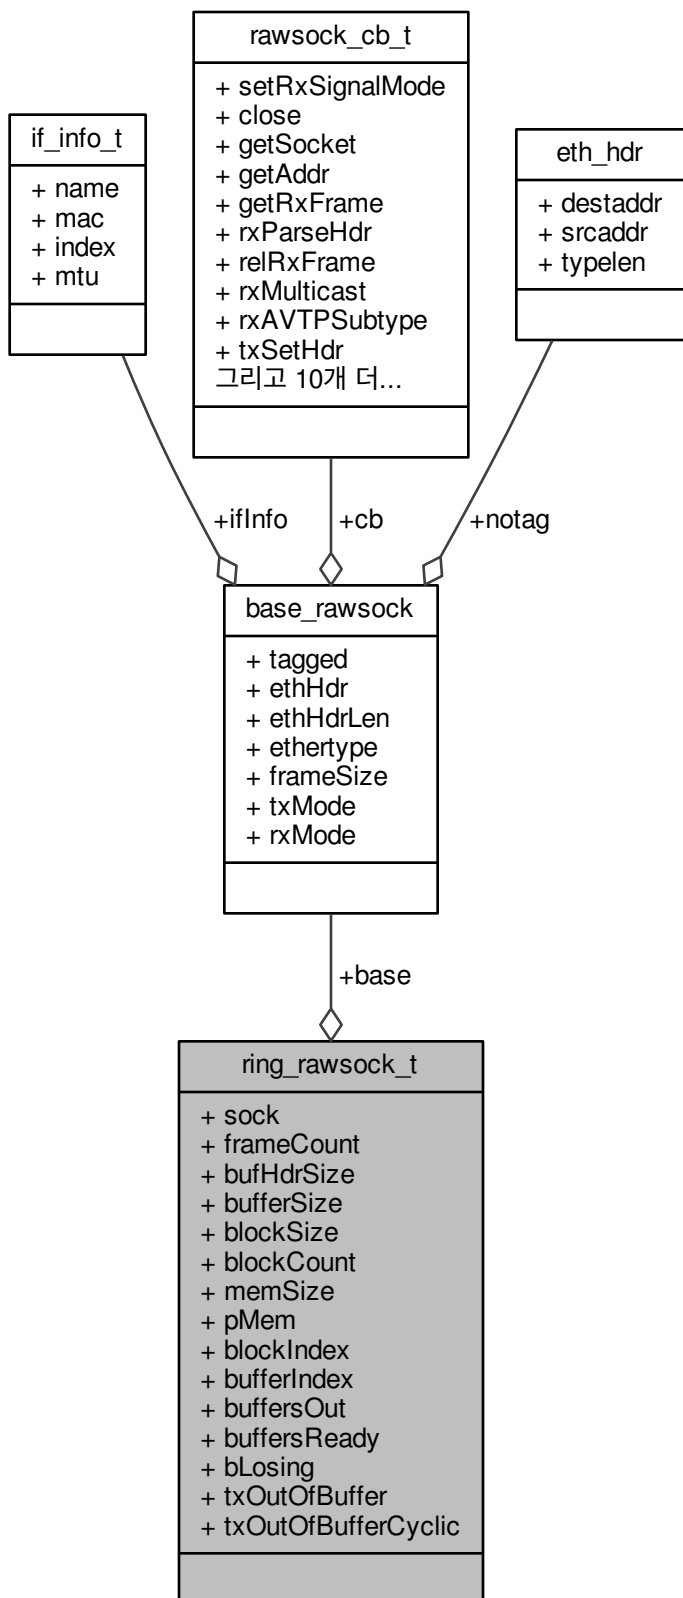 rawsock_cb_t
+ setRxSignalMode
+ close
+ getSocket
+ getAddr
+ getRxFrame
+ rxParseHdr
+ relRxFrame
+ rxMulticast
+ rxAVTPSubtype
+ txSetHdr
그리고 10개 더...
if_info_t
+ name
+ mac
+ index
+ mtu
eth_hdr
+ destaddr
+ srcaddr
+ typelen
+ifInfo
+cb
+notag
base_rawsock
+ tagged
+ ethHdr
+ ethHdrLen
+ ethertype
+ frameSize
+ txMode
+ rxMode
+base
ring_rawsock_t
+ sock
+ frameCount
+ bufHdrSize
+ bufferSize
+ blockSize
+ blockCount
+ memSize
+ pMem
+ blockIndex
+ bufferIndex
+ buffersOut
+ buffersReady
+ bLosing
+ txOutOfBuffer
+ txOutOfBufferCyclic